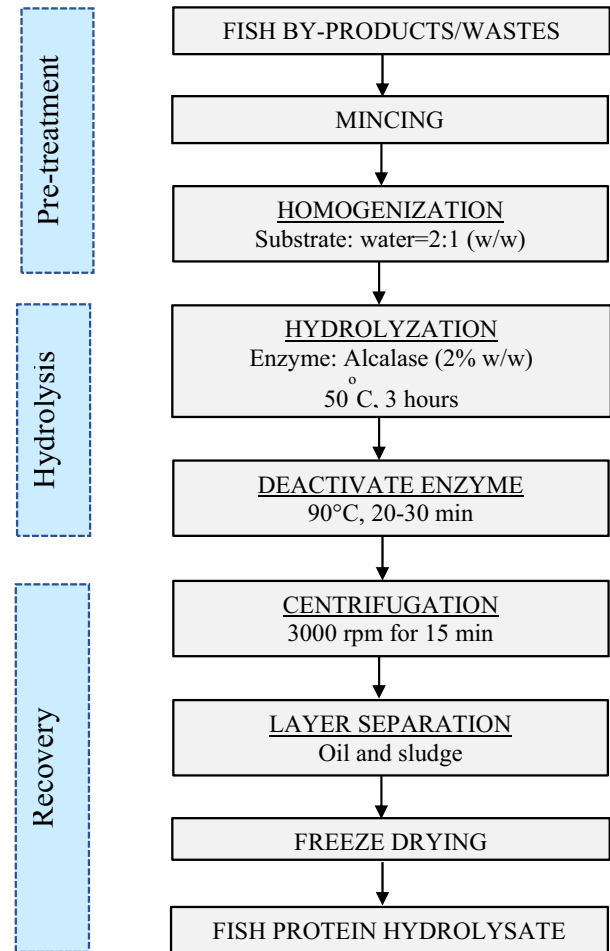 Pre-treatment
FISH BY-PRODUCTS/WASTES
MINCING
HOMOGENIZATION
Substrate: water=2:1 (w/w)
Hydrolysis
HYDROLYZATION
Enzyme: Alcalase (2% w/w)
50°C, 3 hours
DEACTIVATE ENZYME
90°C, 20-30 min
Recovery
CENTRIFUGATION
3000 rpm for 15 min
LAYER SEPARATION
Oil and sludge
FREEZE DRYING
FISH PROTEIN HYDROLYSATE